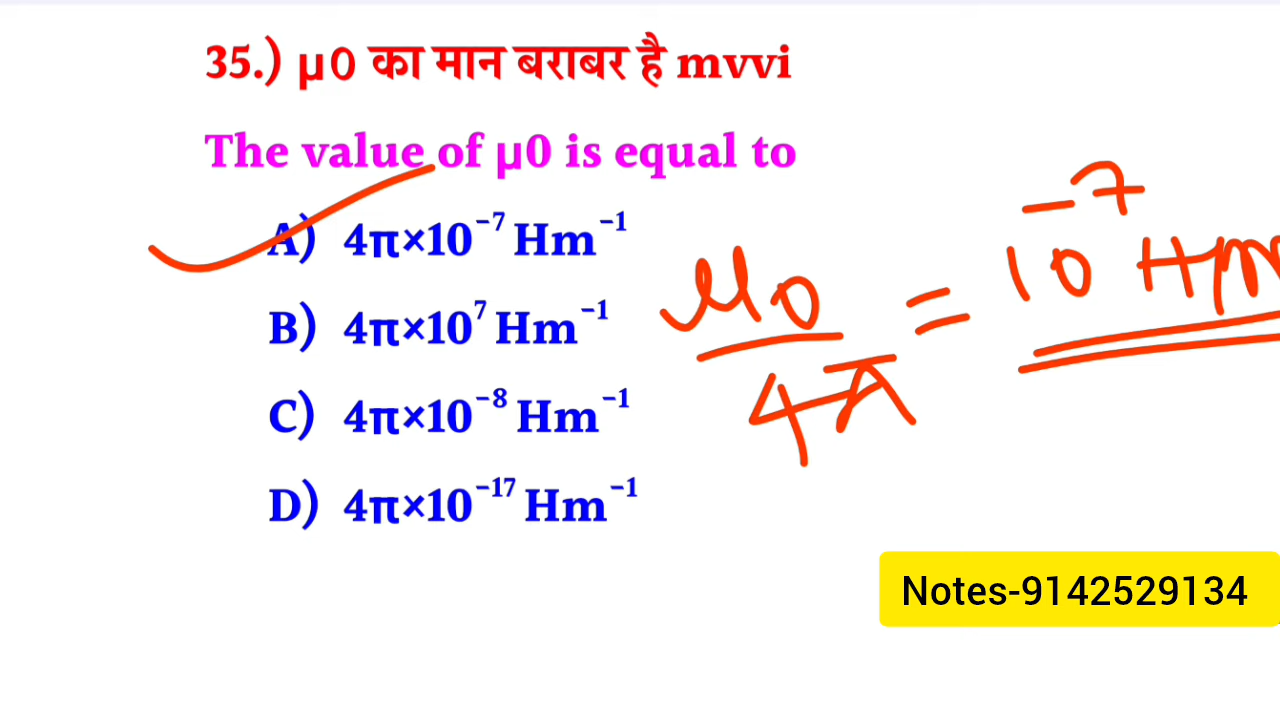 35.) μ0 का मान बराबर है mvvi
The value of μ0 is equal to
A) 4π×10⁻⁷ Hm⁻¹
B) 4π×10⁷ Hm⁻¹
C) 4π×10⁻⁸ Hm⁻¹
D) 4π×10⁻¹⁷ Hm⁻¹
μ0/4π = 10⁻⁷ Hm
Notes-9142529134